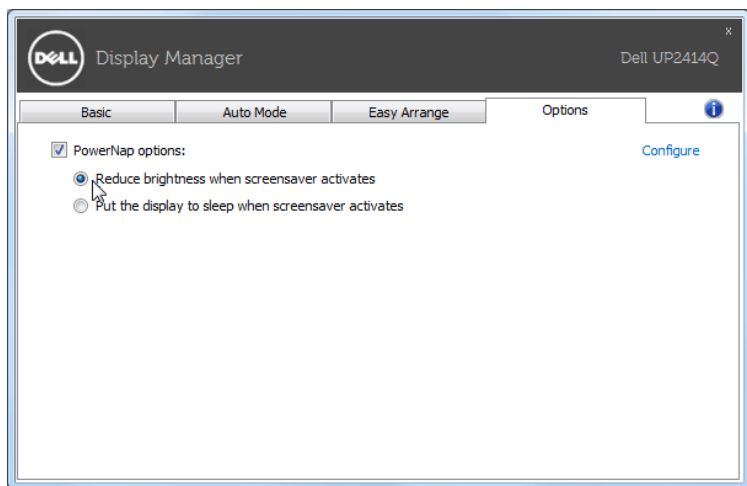 x
DELL Display Manager Dell UP2414Q
Basic Auto Mode Easy Arrange Options i
PowerNap options: Configure
Reduce brightness when screensaver activates
Put the display to sleep when screensaver activates